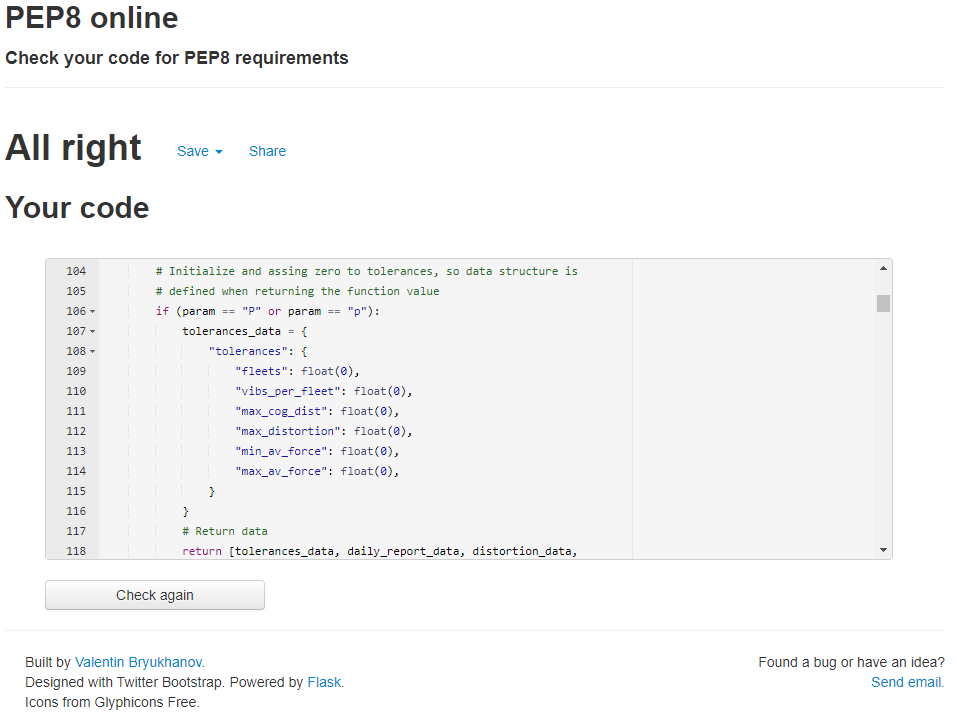 PEP8 online
Check your code for PEP8 requirements
All right Save Share
Your code
104 # Initialize and assing zero to tolerances, so data structure is
105 # defined when returning the function value
106 if (param == "P" or param == "p"):
107 tolerances_data = {
108 "tolerances": {
109 "fleets": float(0),
110 "vibs_per_fleet": float(0),
111 "max_cog_dist": float(0),
112 "max_distortion": float(0),
113 "min_av_force": float(0),
114 "max_av_force": float(0),
115 }
116 }
117 # Return data
118 return [tolerances_data, daily_report_data, distortion_data,
Check again
Built by Valentin Bryukhanov.
Designed with Twitter Bootstrap. Powered by Flask.
Icons from Glyphicons Free.
Found a bug or have an idea?
Send email.